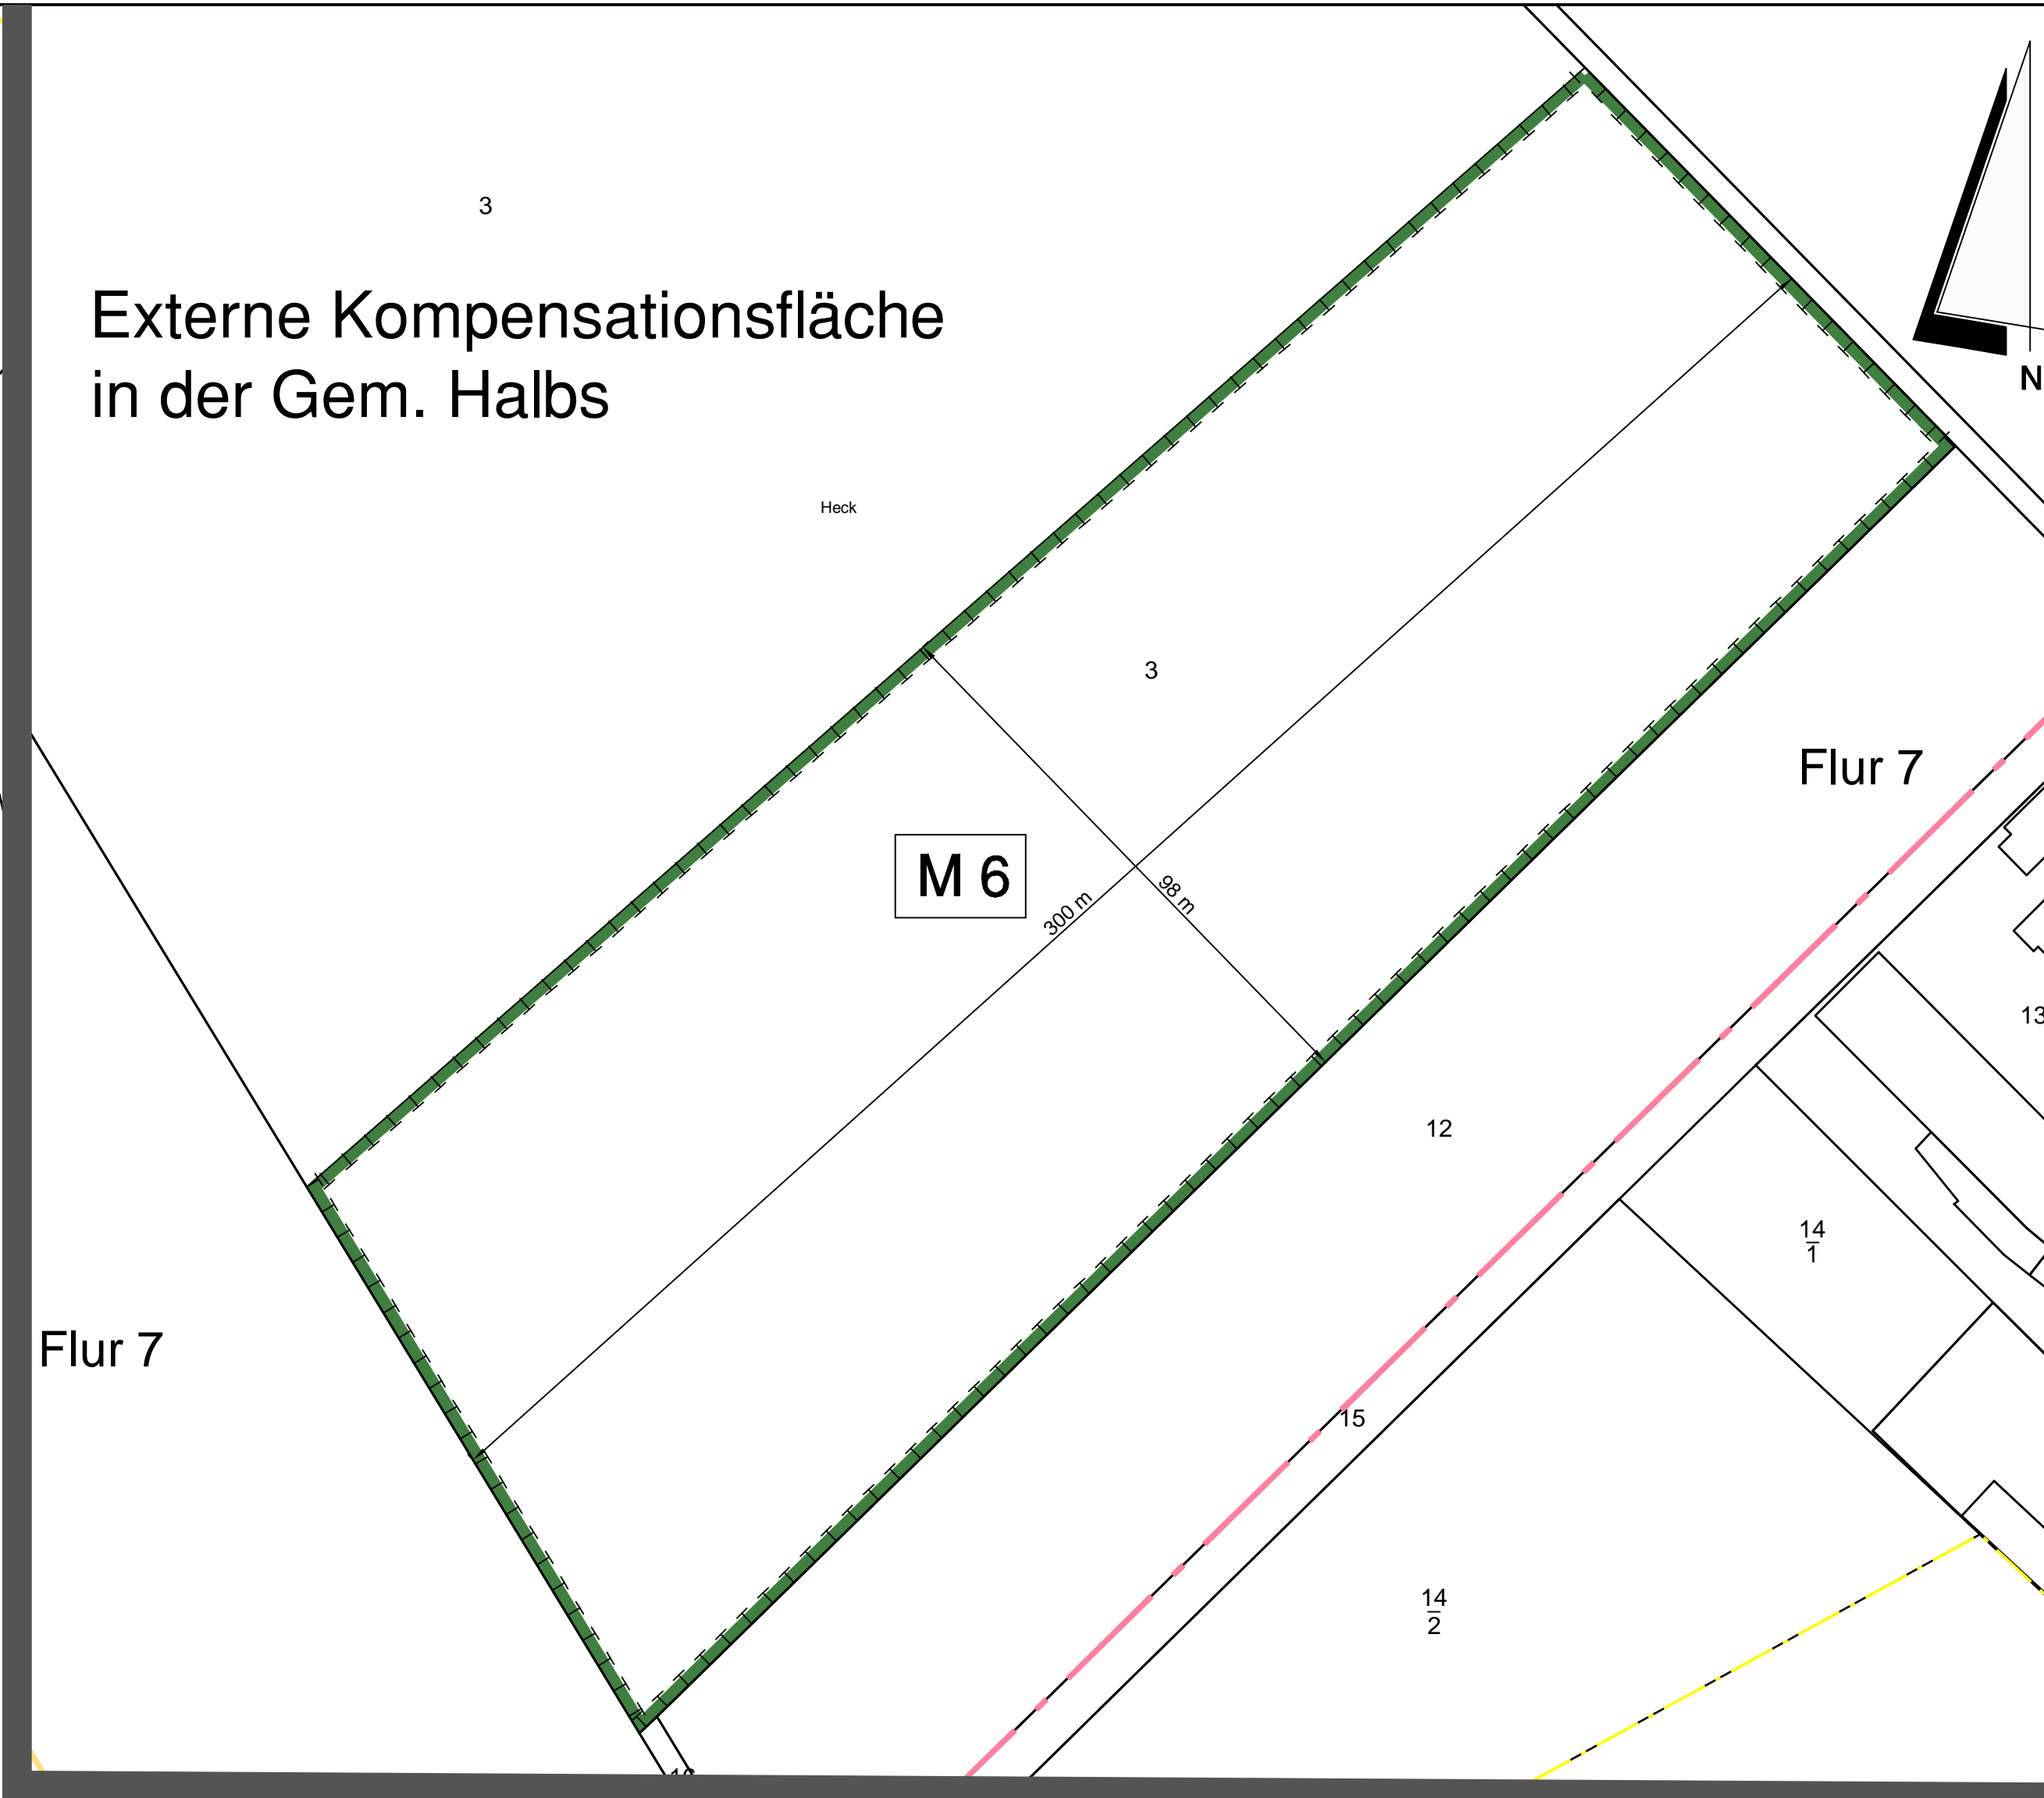 3
Externe Kompensationsfläche
in der Gem. Halbs
N
Heck
3
Flur 7
M 6
300 m
98 m
13
12
14
1
Flur 7
15
14
2